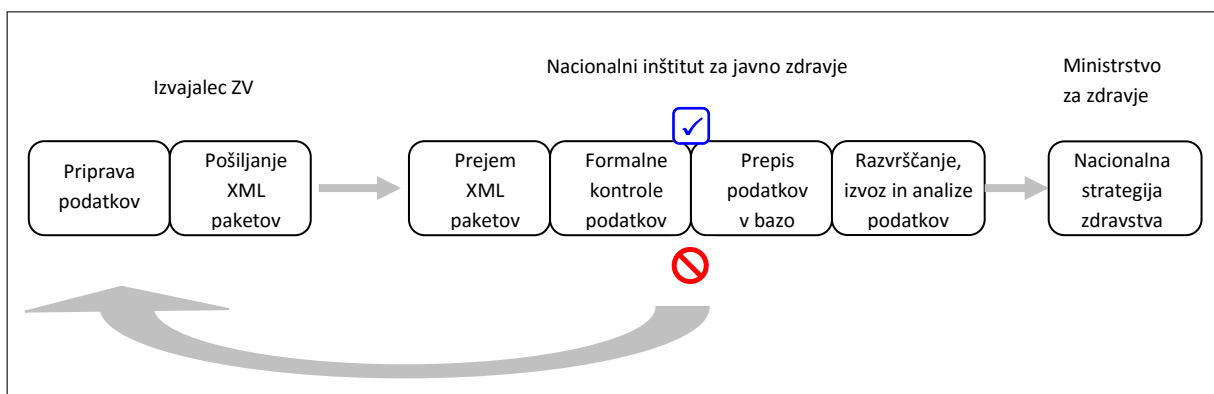 Izvajalec ZV
Nacionalni inštitut za javno zdravje
Ministrstvo
za zdravje
Priprava
podatkov
Pošiljanje
XML
paketov
Prejem
XML
paketov
Formalne
kontrole
podatkov
Prepis
podatkov
v bazo
Razvrščanje,
izvoz in analize
podatkov
Nacionalna
strategija
zdravstva